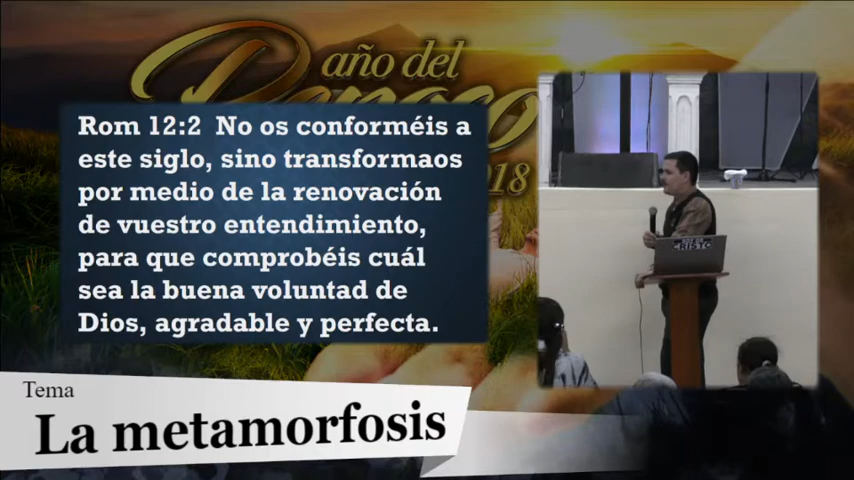 año del
2018
Rom 12:2 No os conforméis a
este siglo, sino transformaos
por medio de la renovación
de vuestro entendimiento,
para que comprobéis cuál
sea la buena voluntad de
Dios, agradable y perfecta.
CRISTO
Tema
La metamorfosis